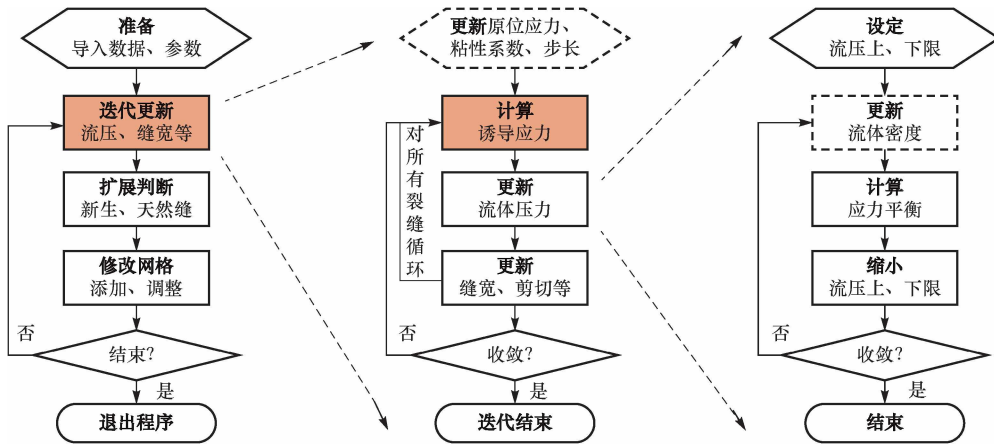 准备
导入数据、参数
迭代更新
流压、缝宽等
扩展判断
新生、天然缝
修改网格
添加、调整
否
结束?
是
退出程序
更新原位应力、
粘性系数、步长
计算
诱导应力
对所有裂缝循环
更新
流体压力
更新
缝宽、剪切等
否
收敛?
是
迭代结束
设定
流压上、下限
更新
流体密度
计算
应力平衡
缩小
流压上、下限
否
收敛?
是
结束